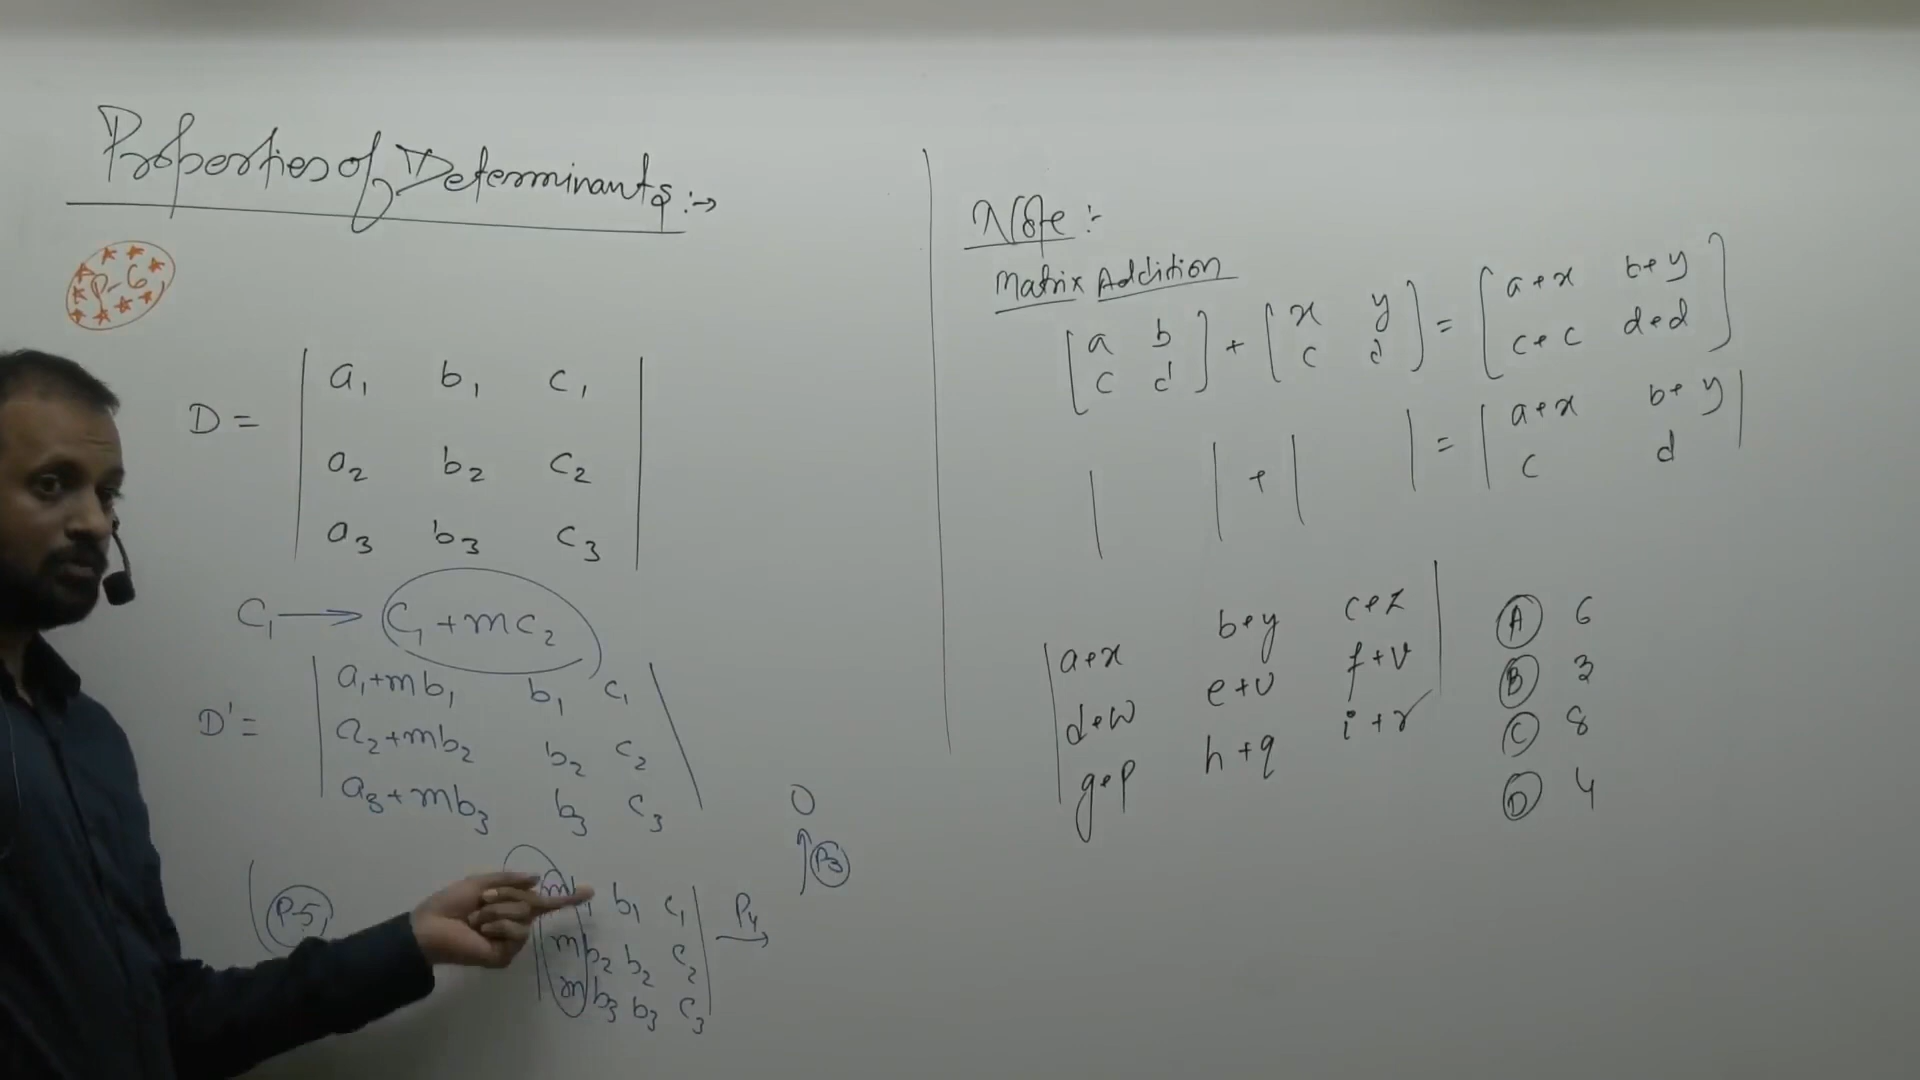 Properties of Determinants :→
P-6
D = | a₁ b₁ c₁ |
| a₂ b₂ c₂ |
| a₃ b₃ c₃ |
C₁ → C₁ + mC₂
D' = | a₁+mb₁ b₁ c₁ |
| a₂+mb₂ b₂ c₂ |
| a₃+mb₃ b₃ c₃ |
P-5
b₁ c₁
mb₂ b₂ c₂
mb₃ b₃ c₃
P4 →
0
↑ P3
Note :-
Matrix Addition
[ a b ] + [ x y ] = [ a+x b+y ]
[ c d ] [ c d ] [ c+c d+d ]
| | + | | = | a+x b+y |
| c d |
| a+x b+y c+z |
| d+w e+u f+v |
| g+p h+q i+r |
A 6
B 3
C 8
D 4